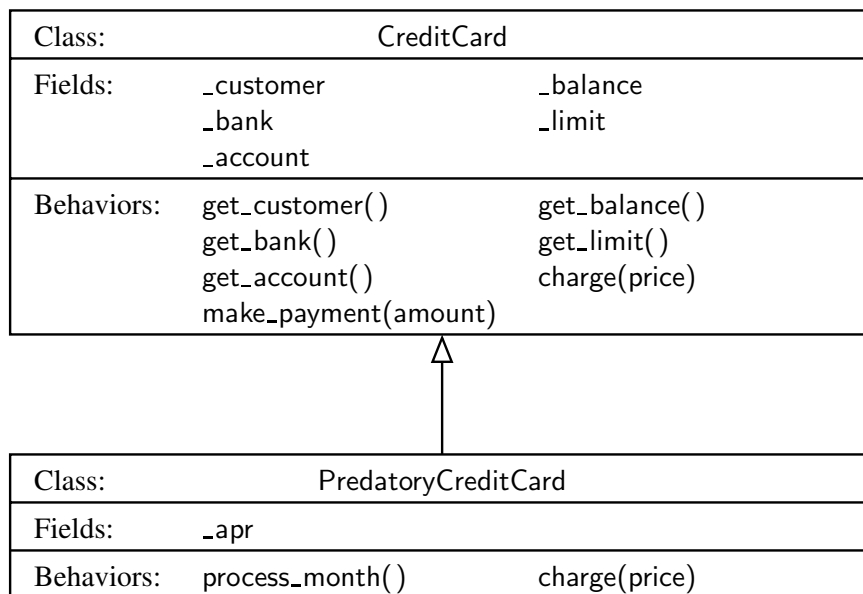 Class: CreditCard
Fields: _customer _balance
_bank _limit
_account
Behaviors: get_customer( ) get_balance( )
get_bank( ) get_limit( )
get_account( ) charge(price)
make_payment(amount)
Class: PredatoryCreditCard
Fields: _apr
Behaviors: process_month( ) charge(price)